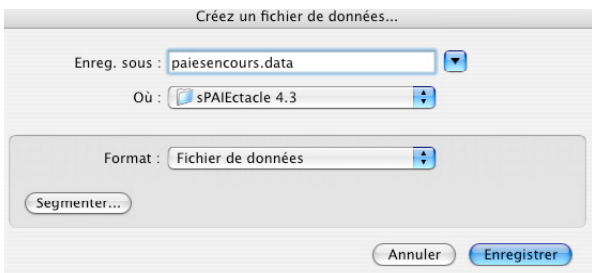 Créez un fichier de données...
Enreg. sous : paiesencours.data
Où : sPAIEctacle 4.3
Format : Fichier de données
Segmenter...
Annuler Enregistrer